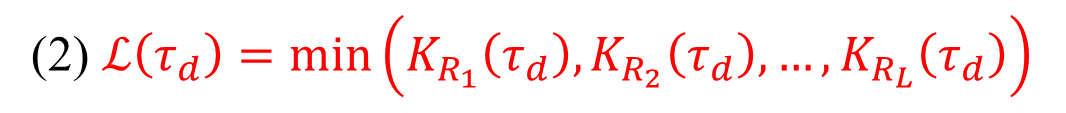 (2) ℒ(τ_d) = min(K_{R_1}(τ_d), K_{R_2}(τ_d), …, K_{R_L}(τ_d))